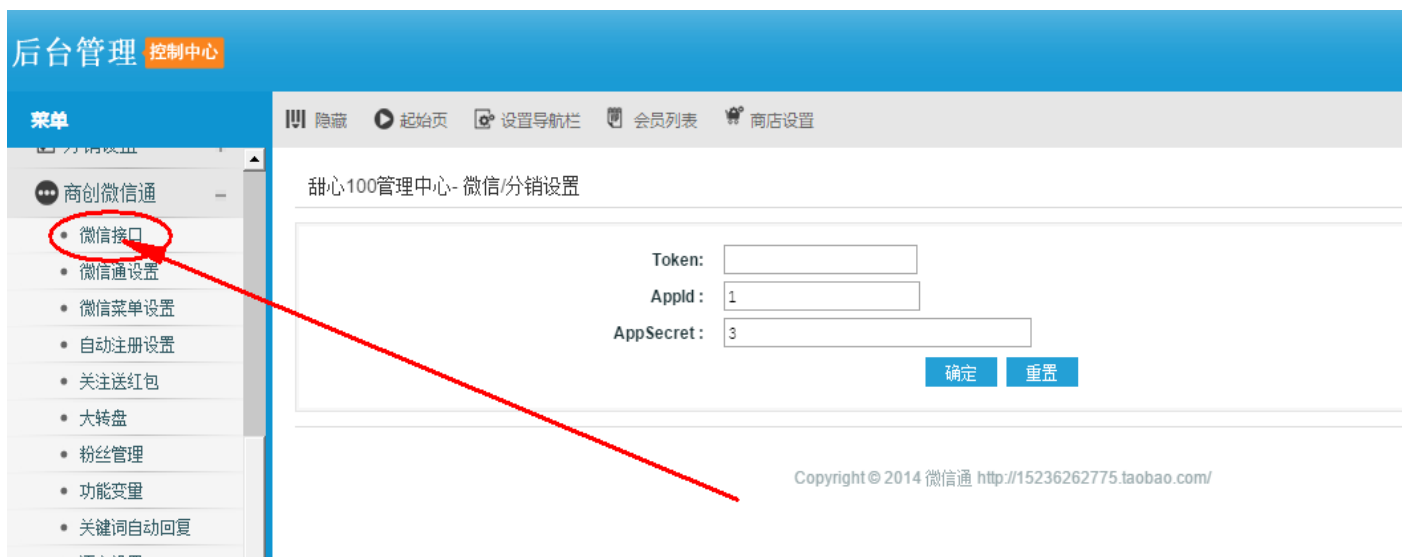 后台管理 控制中心
菜单
隐藏 起始页 设置导航栏 会员列表 商店设置
分销设置 +
商创微信通 −
微信接口
微信通设置
微信菜单设置
自动注册设置
关注送红包
大转盘
粉丝管理
功能变量
关键词自动回复
甜心100管理中心- 微信/分销设置
Token:
AppId : 1
AppSecret : 3
确定 重置
Copyright © 2014 微信通 http://15236262775.taobao.com/